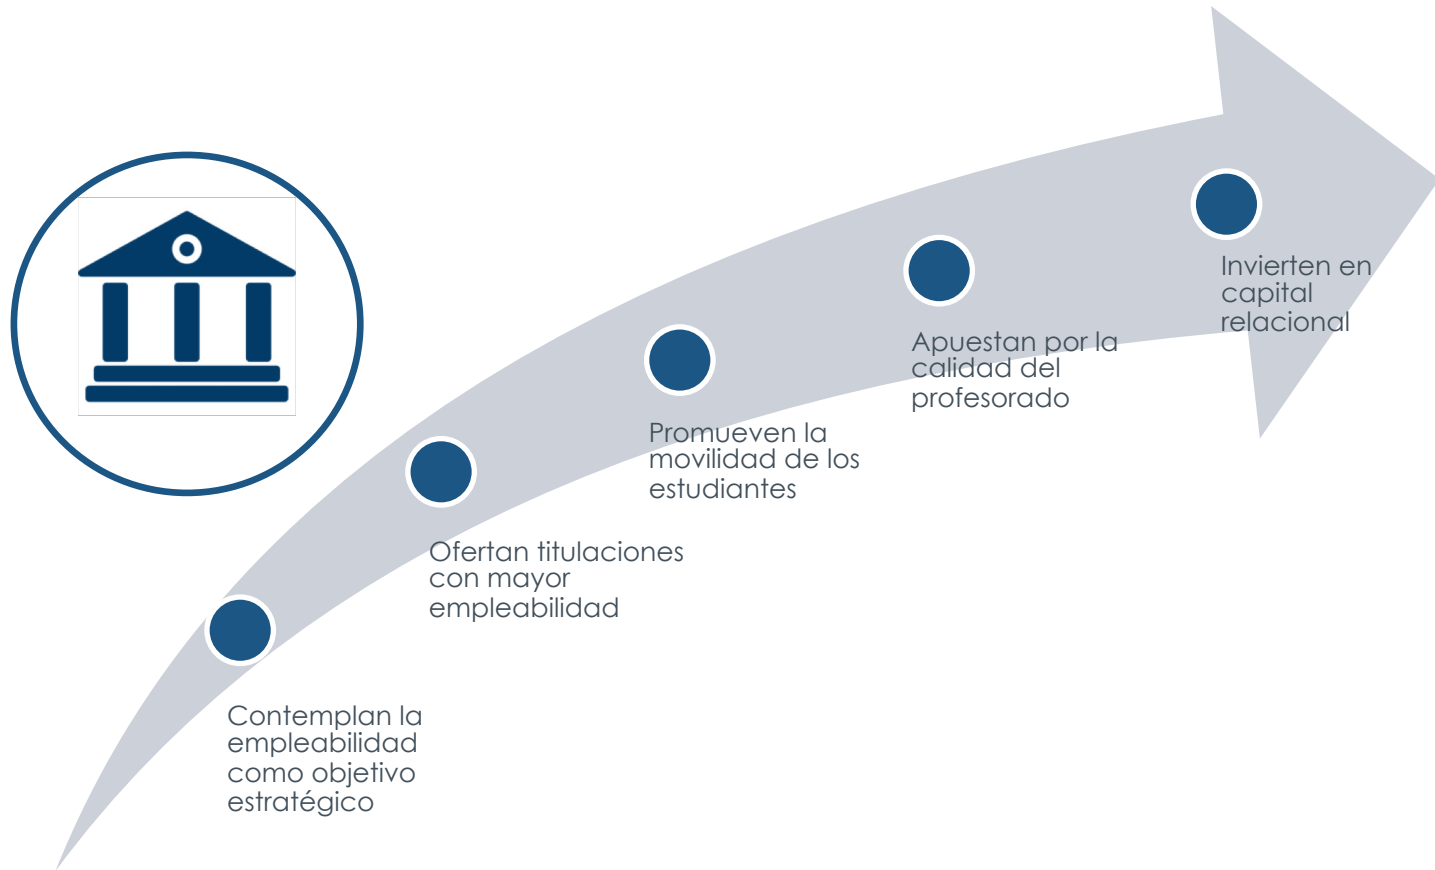 Invierten en
capital
relacional
Apuestan por la
calidad del
profesorado
Promueven la
movilidad de los
estudiantes
Ofertan titulaciones
con mayor
empleabilidad
Contemplan la
empleabilidad
como objetivo
estratégico